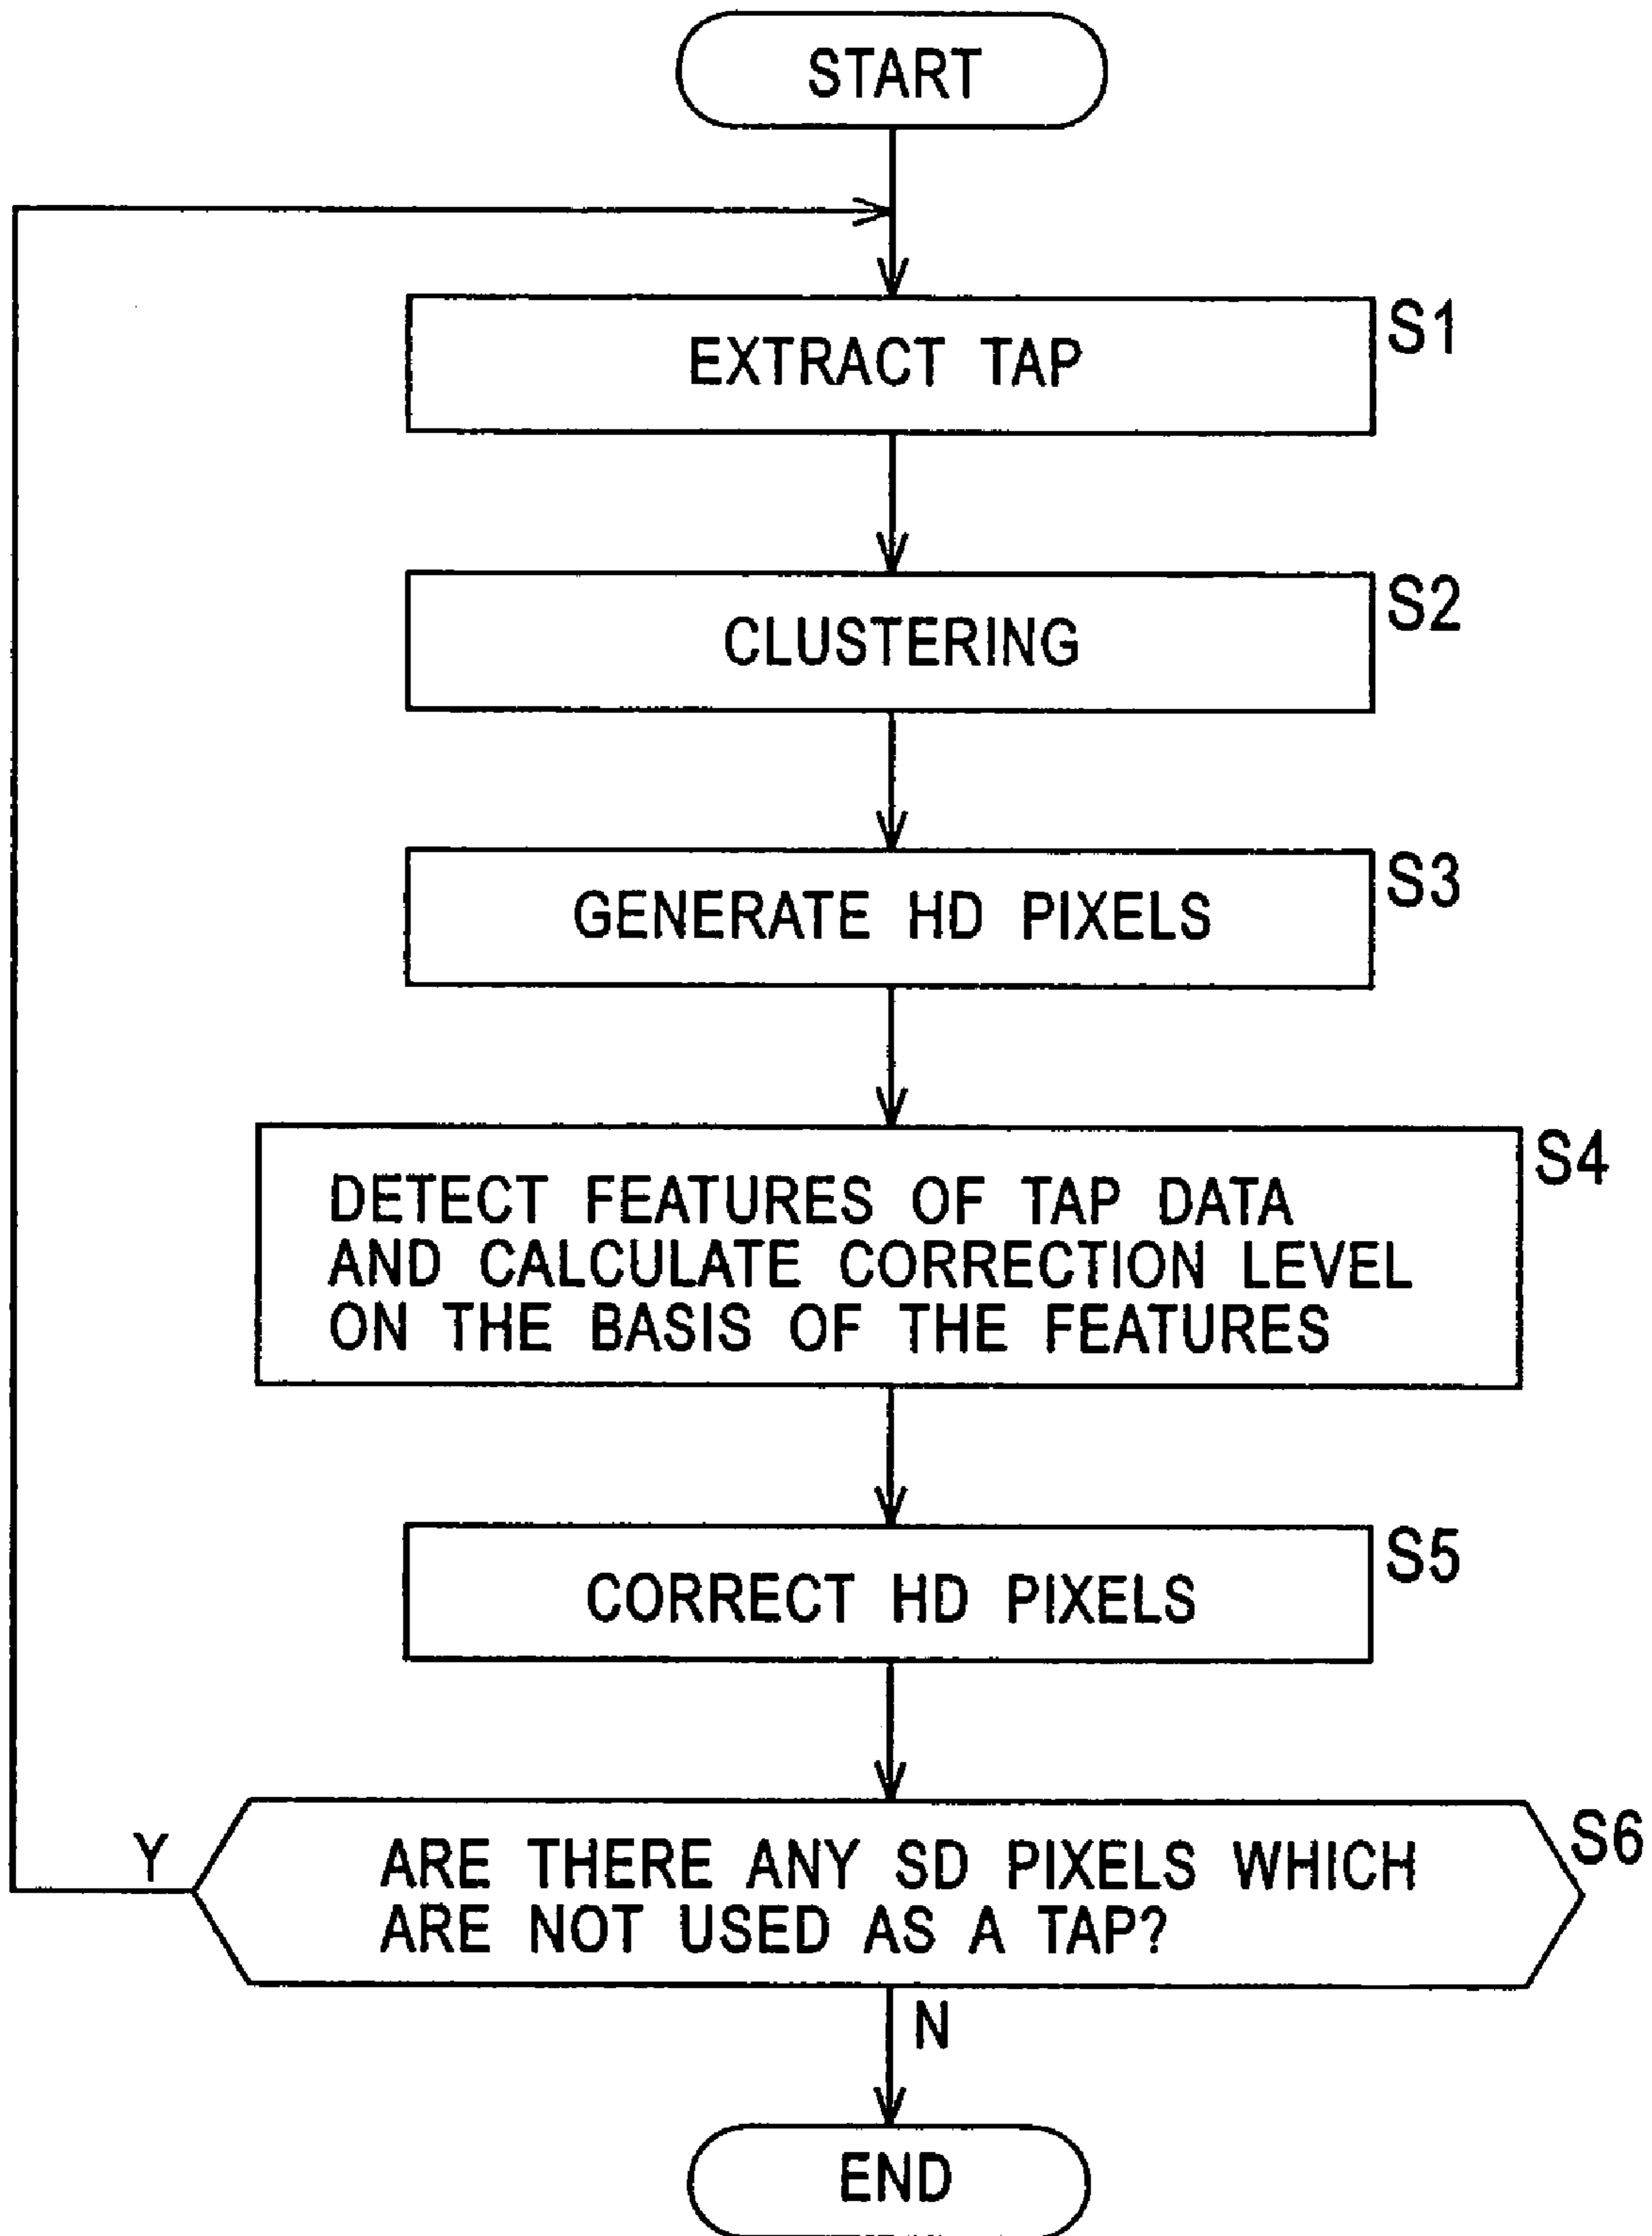 START
EXTRACT TAP
S1
CLUSTERING
S2
GENERATE HD PIXELS
S3
DETECT FEATURES OF TAP DATA
AND CALCULATE CORRECTION LEVEL
ON THE BASIS OF THE FEATURES
S4
CORRECT HD PIXELS
S5
ARE THERE ANY SD PIXELS WHICH
ARE NOT USED AS A TAP?
S6
Y
N
END